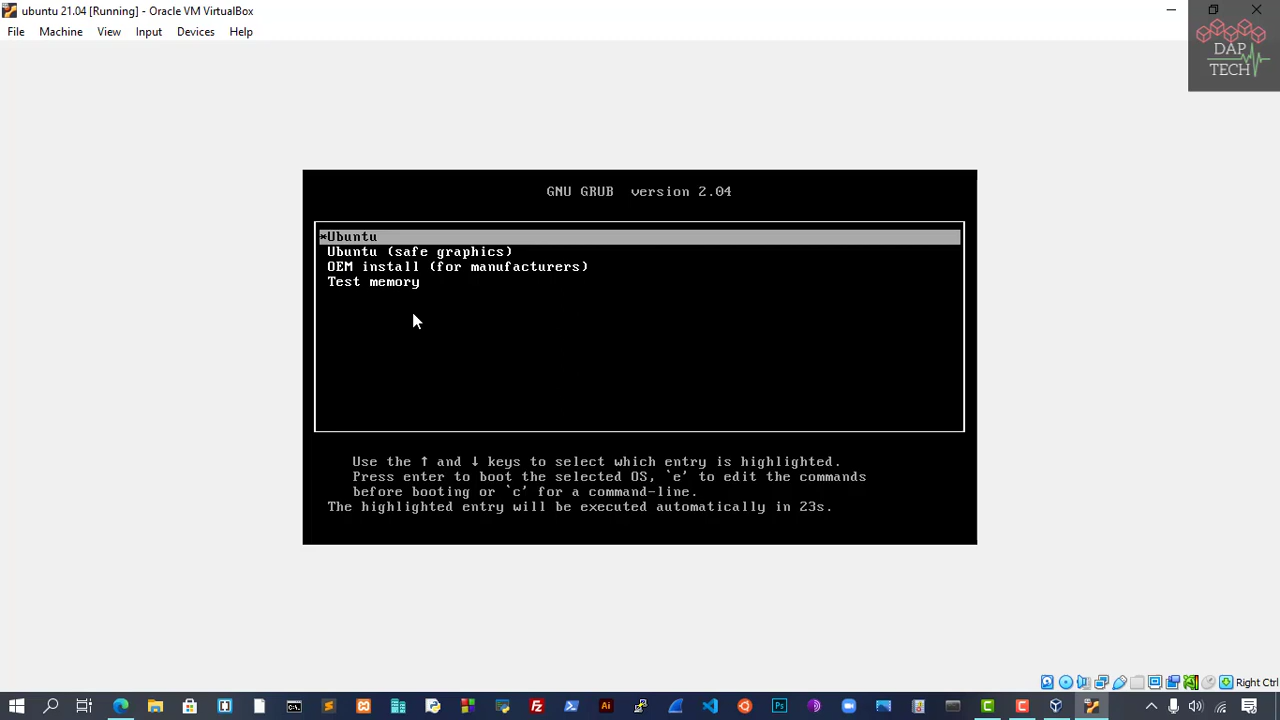 ubuntu 21.04 [Running] - Oracle VM VirtualBox
File Machine View Input Devices Help
DAP
TECH
GNU GRUB version 2.04
*Ubuntu
Ubuntu (safe graphics)
OEM install (for manufacturers)
Test memory
Use the ↑ and ↓ keys to select which entry is highlighted.
Press enter to boot the selected OS, `e' to edit the commands
before booting or `c' for a command-line.
The highlighted entry will be executed automatically in 23s.
Right Ctrl